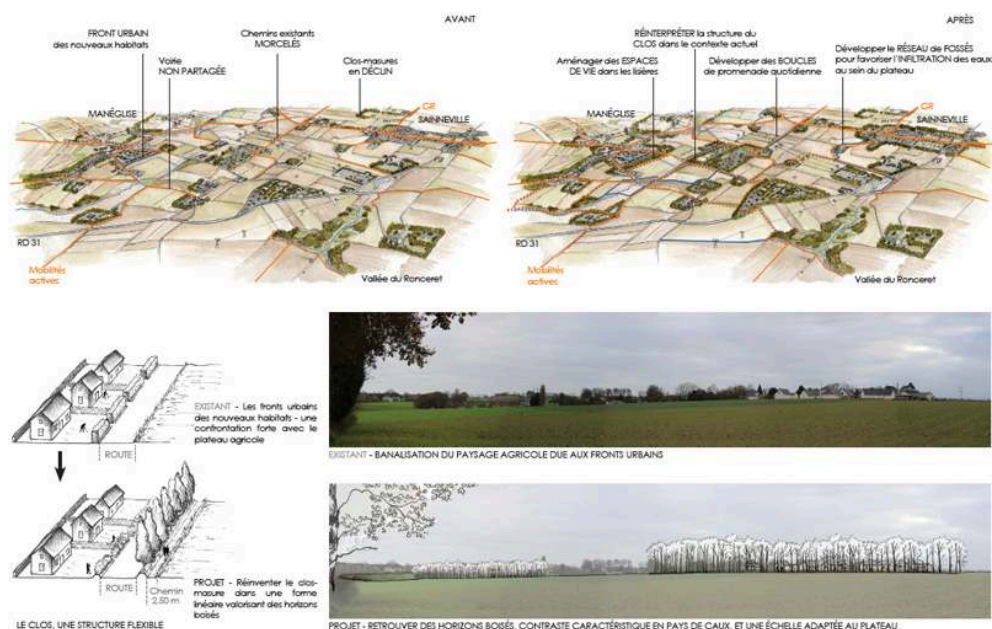 AVANT
FRONT URBAIN
des nouveaux habitats
Chemins existants
MORCELÉS
Voirie
NON PARTAGÉE
Clos-masures
en DÉCLIN
MANÉGLISE
GR
SAINNEVILLE
RD 31
Mobilités
actives
Vallée du Ronceret
APRÈS
RÉINTERPRÉTER la structure du
CLOS dans le contexte actuel
Développer le RÉSEAU de FOSSÉS
pour favoriser l'INFILTRATION des eaux
au sein du plateau
Aménager des ESPACES
DE VIE dans les lisières
Développer des BOUCLES
de promenade quotidienne
MANÉGLISE
GR
SAINNEVILLE
RD 31
Mobilités
actives
Vallée du Ronceret
EXISTANT - Les fronts urbains
des nouveaux habitats - une
confrontation forte avec le
plateau agricole
ROUTE
EXISTANT - BANALISATION DU PAYSAGE AGRICOLE DUE AUX FRONTS URBAINS
ROUTE
Chemin
2,50 m
PROJET - Réinventer le clos-
masure dans une forme
linéaire valorisant des horizons
boisés
LE CLOS, UNE STRUCTURE FLEXIBLE
PROJET - RETROUVER DES HORIZONS BOISÉS, CONTRASTE CARACTÉRISTIQUE EN PAYS DE CAUX, ET UNE ÉCHELLE ADAPTÉE AU PLATEAU